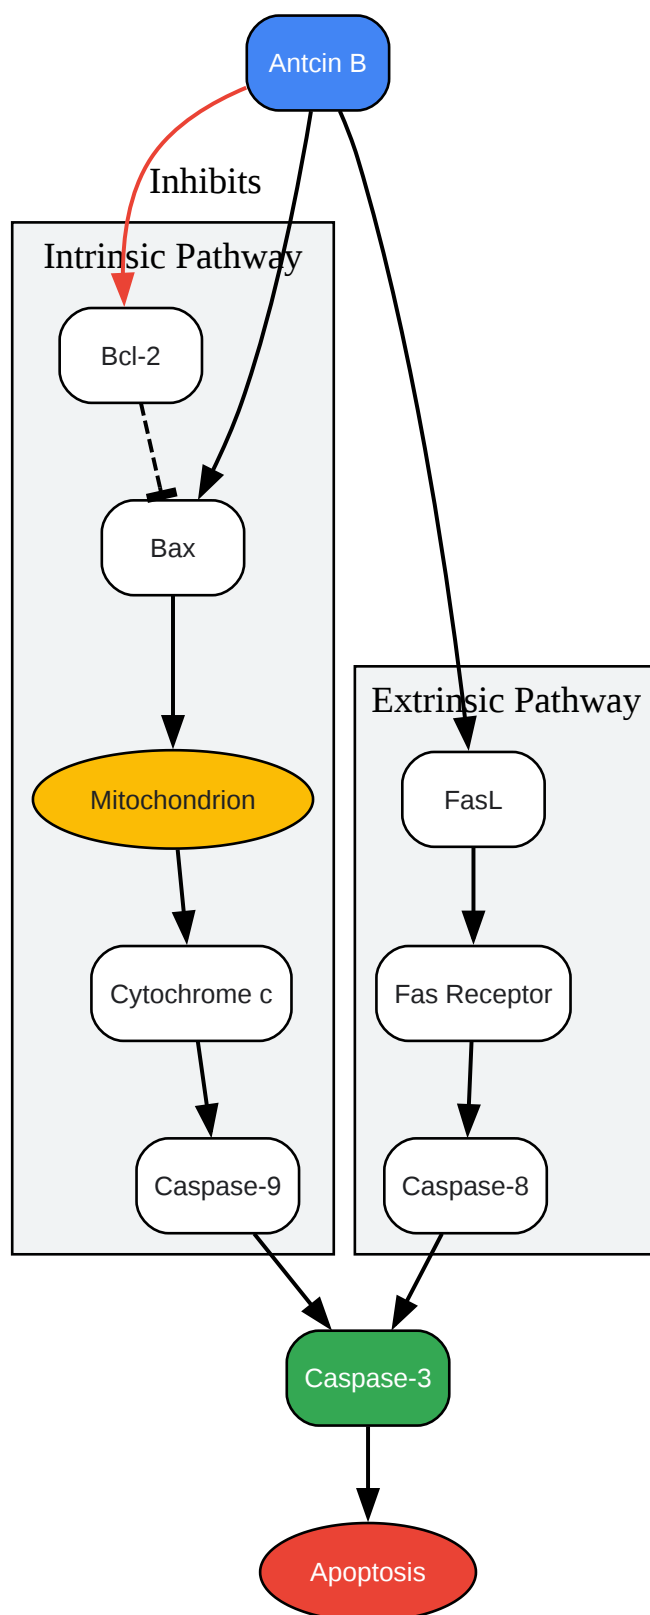 Antcin B
Inhibits
Intrinsic Pathway
Bcl-2
Bax
Mitochondrion
Cytochrome c
Caspase-9
Extrinsic Pathway
FasL
Fas Receptor
Caspase-8
Caspase-3
Apoptosis